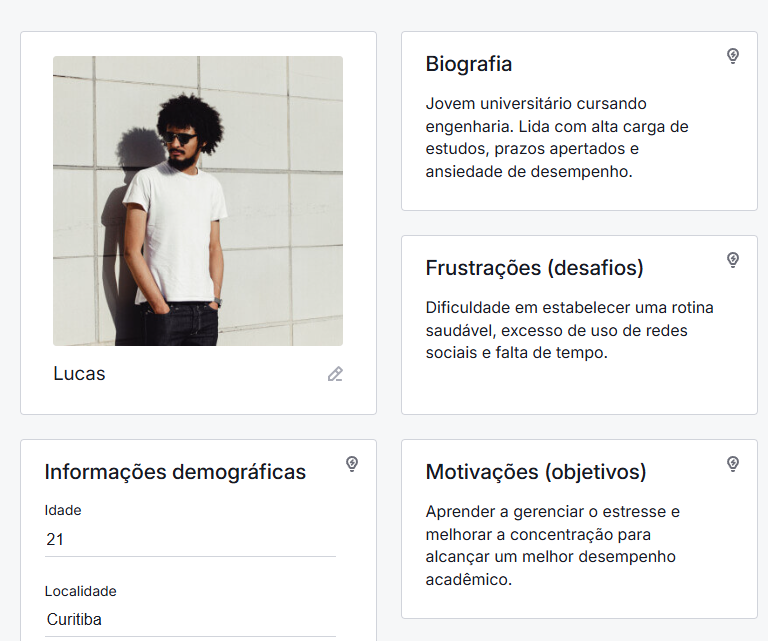 Lucas
Informações demográficas
Idade
21
Localidade
Curitiba
Biografia
Jovem universitário cursando
engenharia. Lida com alta carga de
estudos, prazos apertados e
ansiedade de desempenho.
Frustrações (desafios)
Dificuldade em estabelecer uma rotina
saudável, excesso de uso de redes
sociais e falta de tempo.
Motivações (objetivos)
Aprender a gerenciar o estresse e
melhorar a concentração para
alcançar um melhor desempenho
acadêmico.